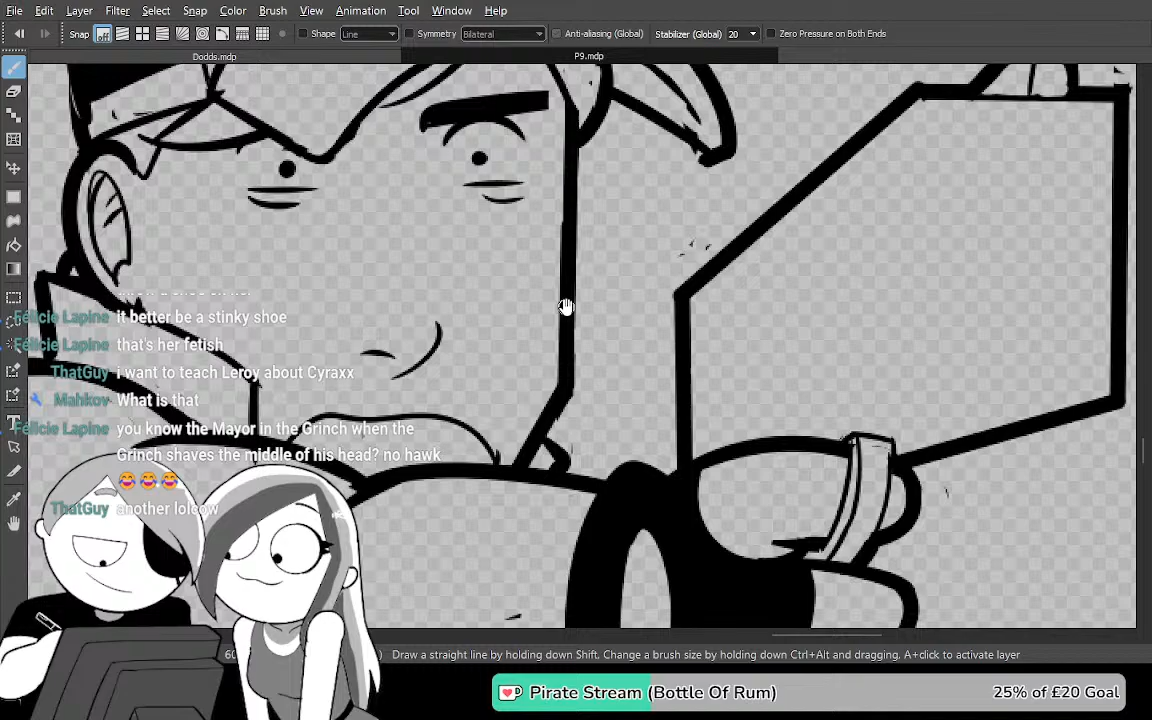 File Edit Layer Filter Select Snap Color Brush View Animation Tool Window Help
Snap off Shape Line Symmetry Bilateral Anti-aliasing (Global) Stabilizer (Global) 20 Zero Pressure on Both Ends
Dodds.mdp P9.mdp
Félicie Lapine it better be a stinky shoe
Félicie Lapine that's her fetish
ThatGuy i want to teach Leroy about Cyraxx
Mahkov What is that
Félicie Lapine you know the Mayor in the Grinch when the
Grinch shaves the middle of his head? no hawk
ThatGuy another lolcow
Draw a straight line by holding down Shift. Change a brush size by holding down Ctrl+Alt and dragging. A+click to activate layer
Pirate Stream (Bottle Of Rum) 25% of £20 Goal